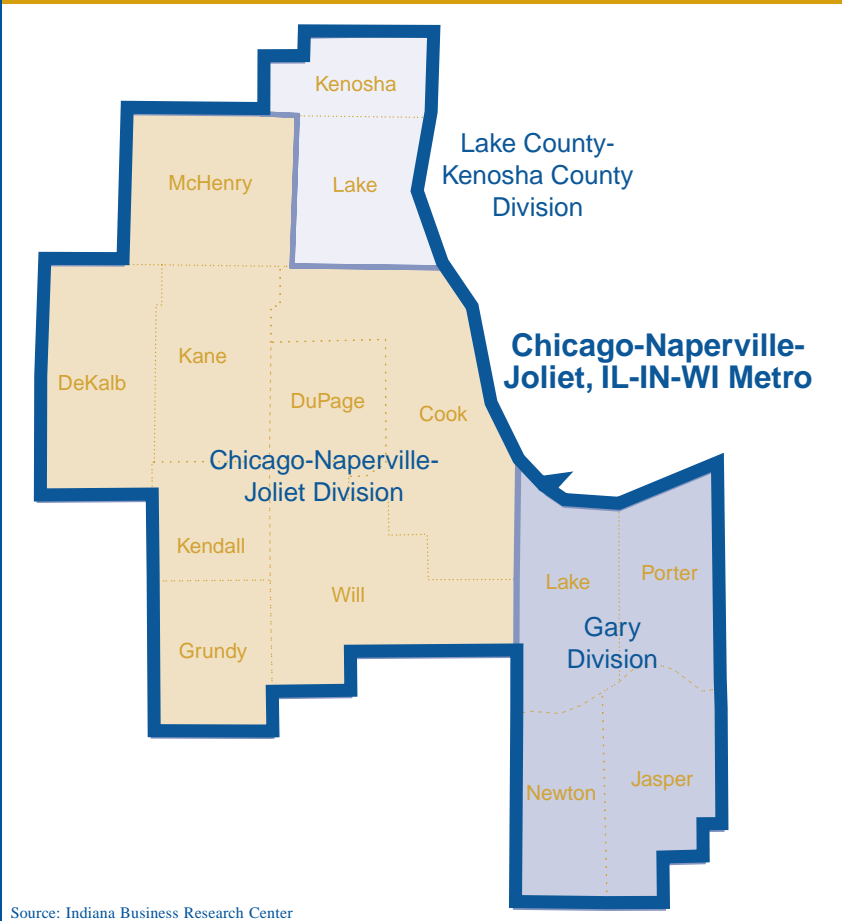 Kenosha
Lake County-
Kenosha County
Division
McHenry
Lake
Chicago-Naperville-
Joliet, IL-IN-WI Metro
Kane
DeKalb
DuPage
Cook
Chicago-Naperville-
Joliet Division
Kendall
Will
Grundy
Lake
Porter
Gary
Division
Newton
Jasper
Source: Indiana Business Research Center